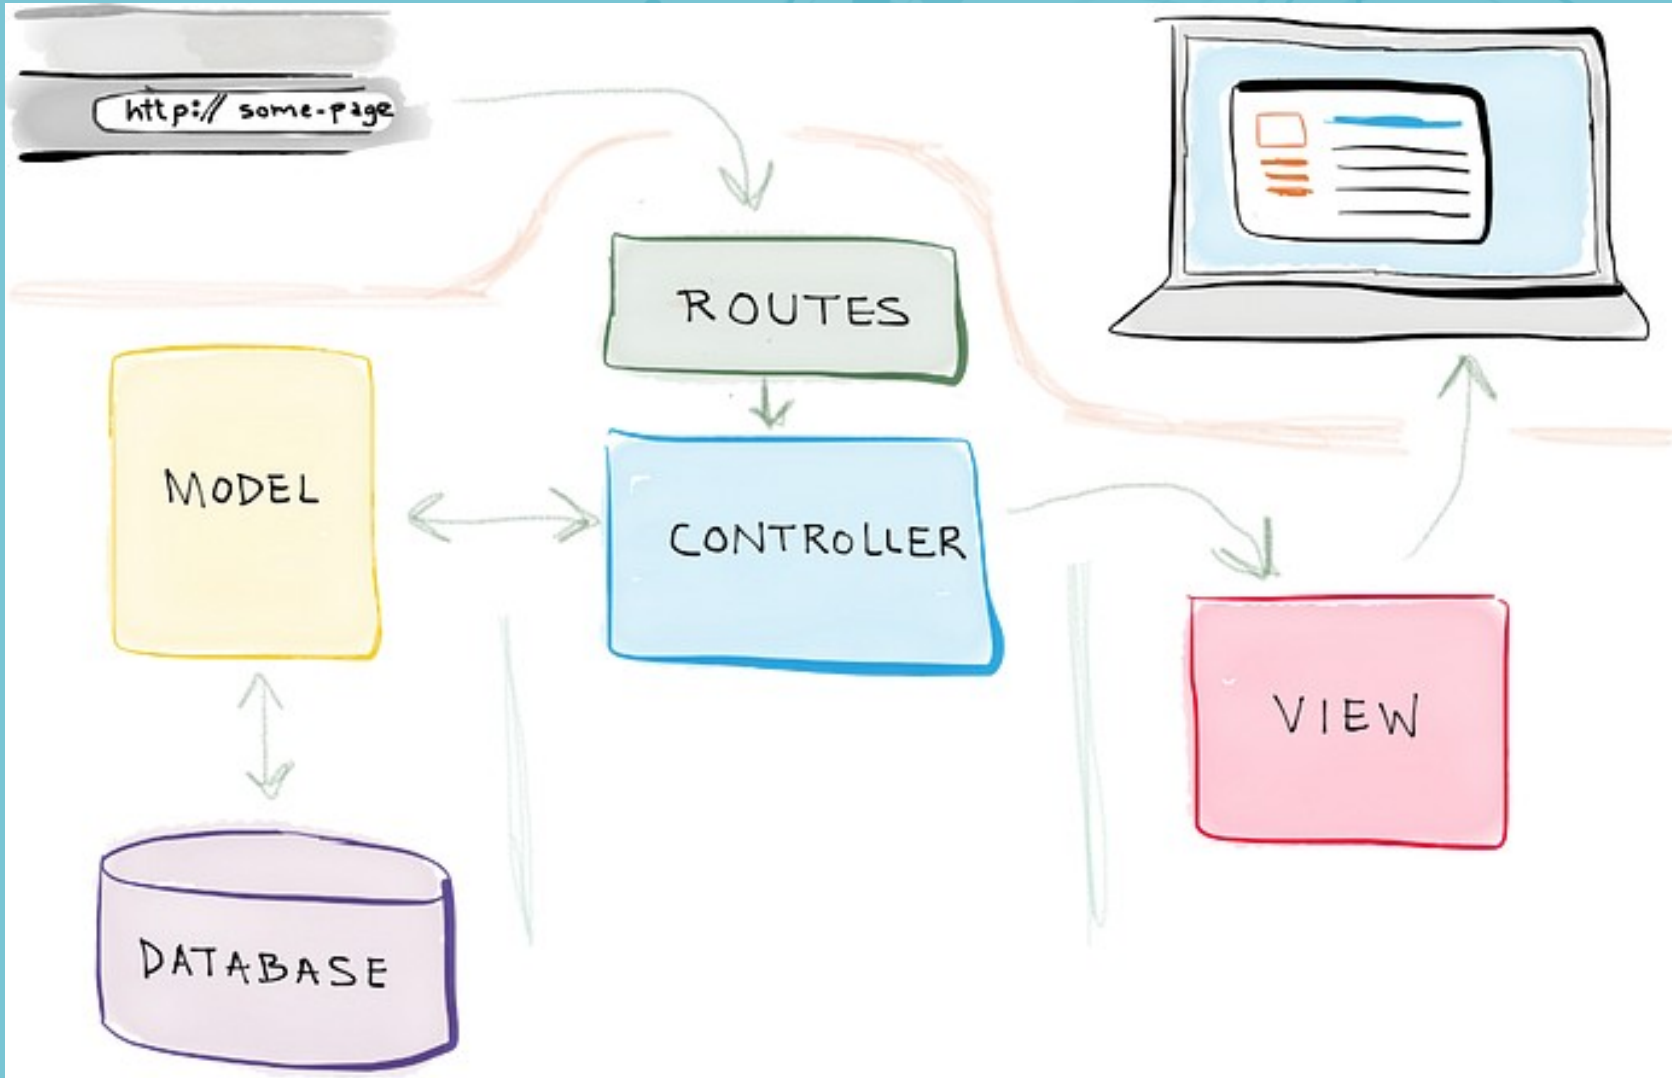 http:// some-page
ROUTES
MODEL
CONTROLLER
VIEW
DATABASE